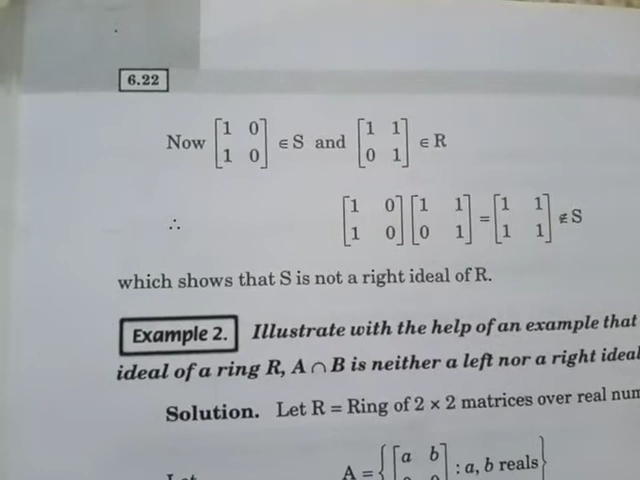 6.22
Now [1 0; 1 0] ∈ S and [1 1; 0 1] ∈ R
∴ [1 0; 1 0] [1 1; 0 1] = [1 1; 1 1] ∉ S
which shows that S is not a right ideal of R.
Example 2. Illustrate with the help of an example that
ideal of a ring R, A ∩ B is neither a left nor a right ideal
Solution. Let R = Ring of 2 × 2 matrices over real num
A = { [a b : a, b reals }